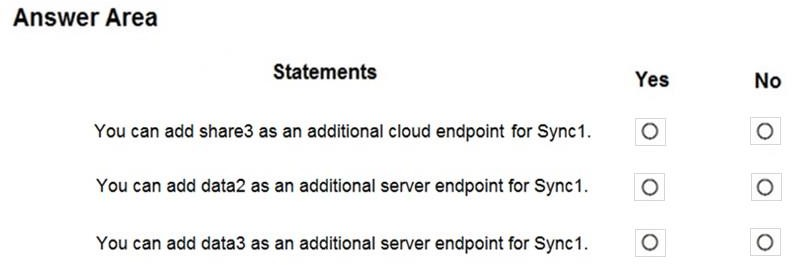 Answer Area
Statements Yes No
You can add share3 as an additional cloud endpoint for Sync1.
You can add data2 as an additional server endpoint for Sync1.
You can add data3 as an additional server endpoint for Sync1.